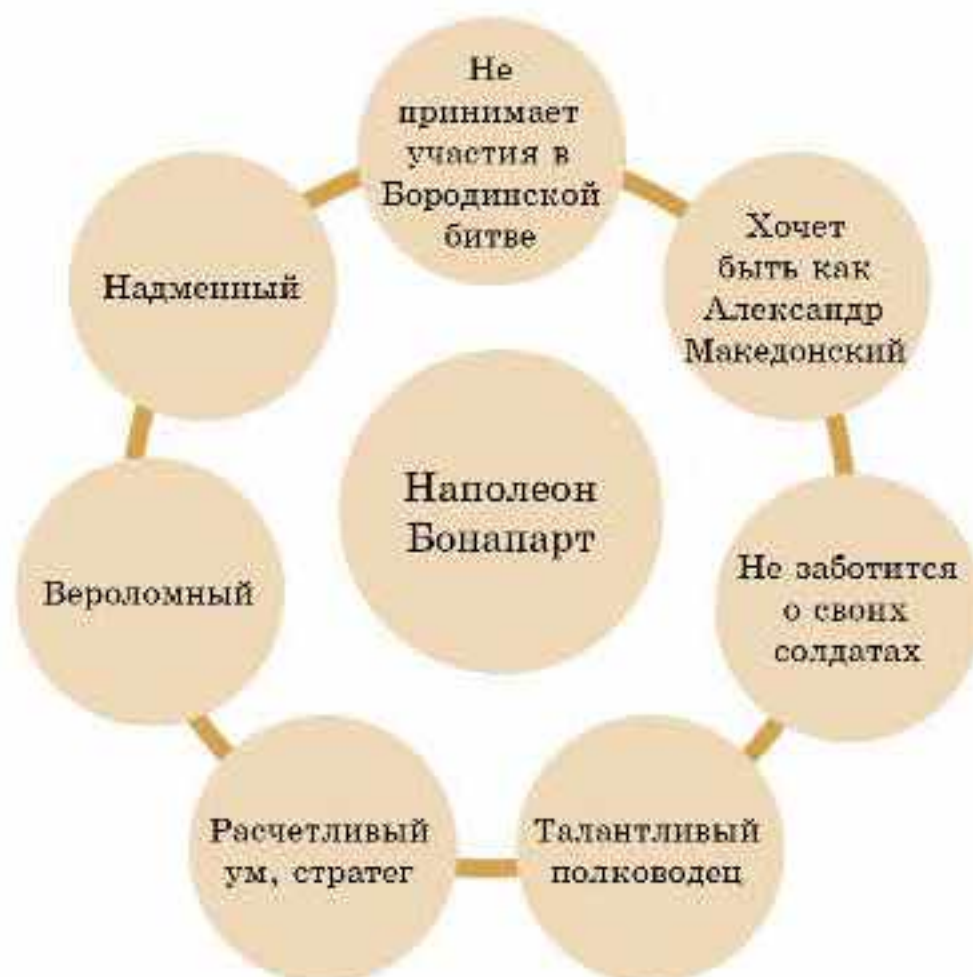 Не
принимает
участия в
Бородинской
битве
Хочет
быть как
Александр
Македонский
Надменный
Наполеон
Бонапарт
Не заботится
о своих
солдатах
Вероломный
Расчетливый
ум, стратег
Талантливый
полководец